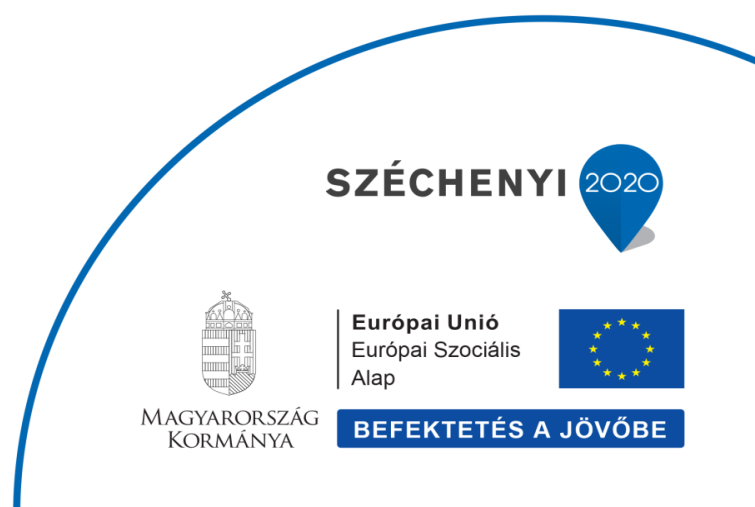 SZÉCHENYI 2020
Európai Unió
Európai Szociális
Alap
MAGYARORSZÁG
KORMÁNYA
BEFEKTETÉS A JÖVŐBE